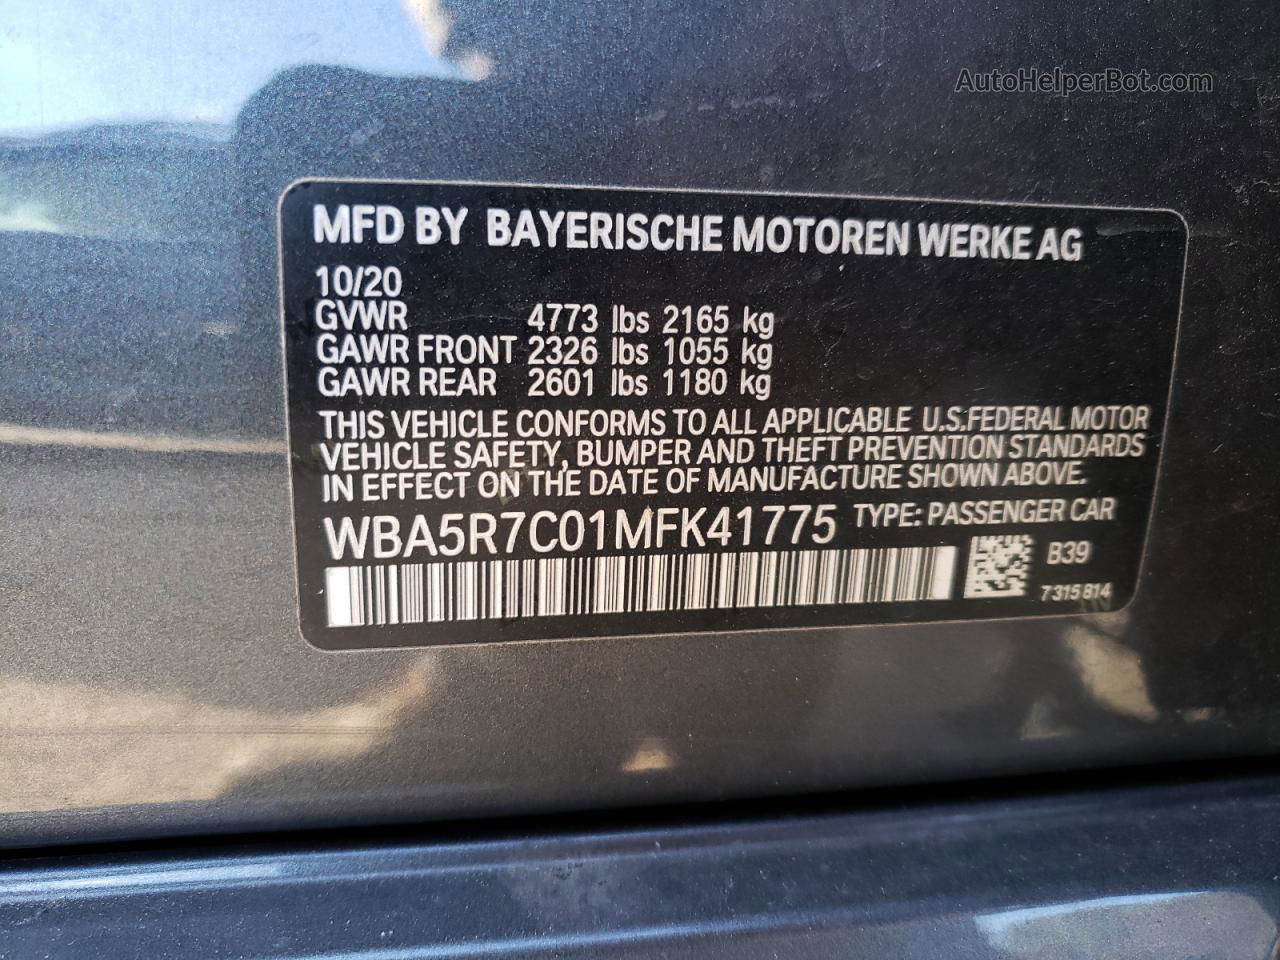 AutoHelperBot.com
MFD BY BAYERISCHE MOTOREN WERKE AG
10/20
GVWR 4773 lbs 2165 kg
GAWR FRONT 2326 lbs 1055 kg
GAWR REAR 2601 lbs 1180 kg
THIS VEHICLE CONFORMS TO ALL APPLICABLE U.S.FEDERAL MOTOR
VEHICLE SAFETY, BUMPER AND THEFT PREVENTION STANDARDS
IN EFFECT ON THE DATE OF MANUFACTURE SHOWN ABOVE.
WBA5R7C01MFK41775 TYPE: PASSENGER CAR
B39
7 315 814